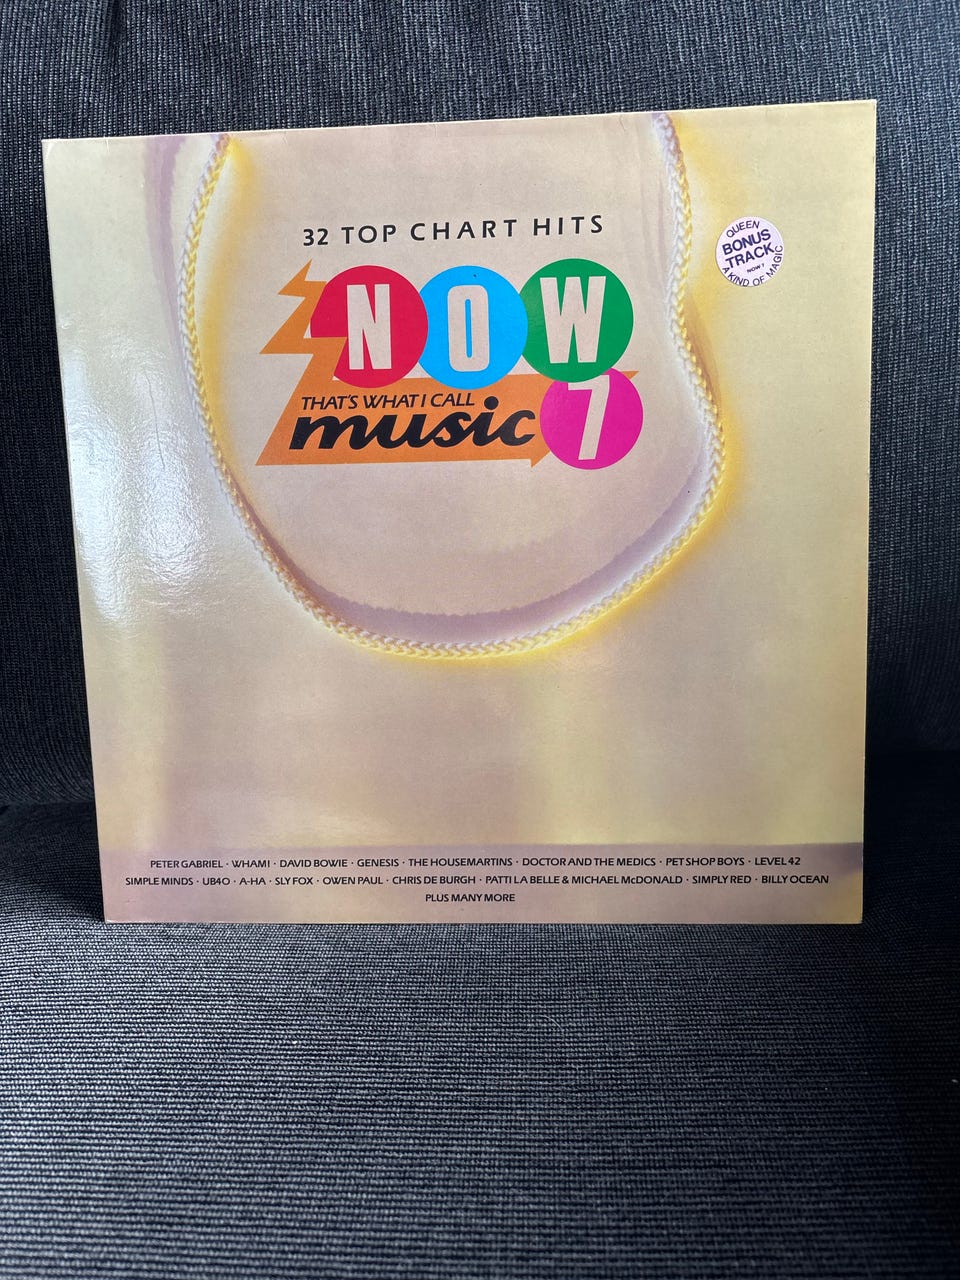 32 TOP CHART HITS
QUEEN
BONUS
TRACK
NOW 7
A KIND OF MAGIC
NOW
THAT'S WHAT I CALL
music 7
PETER GABRIEL · WHAM! · DAVID BOWIE · GENESIS · THE HOUSEMARTINS · DOCTOR AND THE MEDICS · PET SHOP BOYS · LEVEL 42
SIMPLE MINDS · UB40 · A-HA · SLY FOX · OWEN PAUL · CHRIS DE BURGH · PATTI LA BELLE & MICHAEL McDONALD · SIMPLY RED · BILLY OCEAN
PLUS MANY MORE